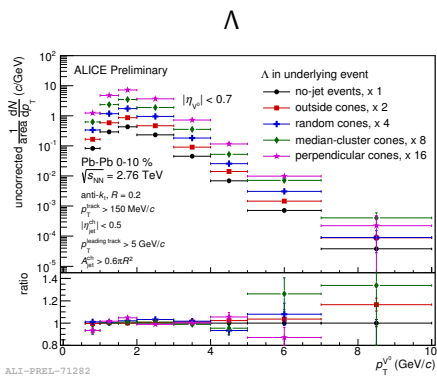 Λ
uncorrected 1/area dN/dp_T (c/GeV)
10^2
10
1
10^-1
10^-2
10^-3
10^-4
10^-5
ALICE Preliminary
|η_V⁰| < 0.7
Λ in underlying event
no-jet events, x 1
outside cones, x 2
random cones, x 4
median-cluster cones, x 8
perpendicular cones, x 16
Pb-Pb 0-10 %
√s_NN = 2.76 TeV
anti-k_t, R = 0.2
p_T^track > 150 MeV/c
|η_jet^ch| < 0.5
p_T^leading track > 5 GeV/c
A_jet^ch > 0.6πR²
ratio
1.4
1.2
1
0.8
0 2 4 6 8 10
p_T^V⁰ (GeV/c)
ALI-PREL-71282